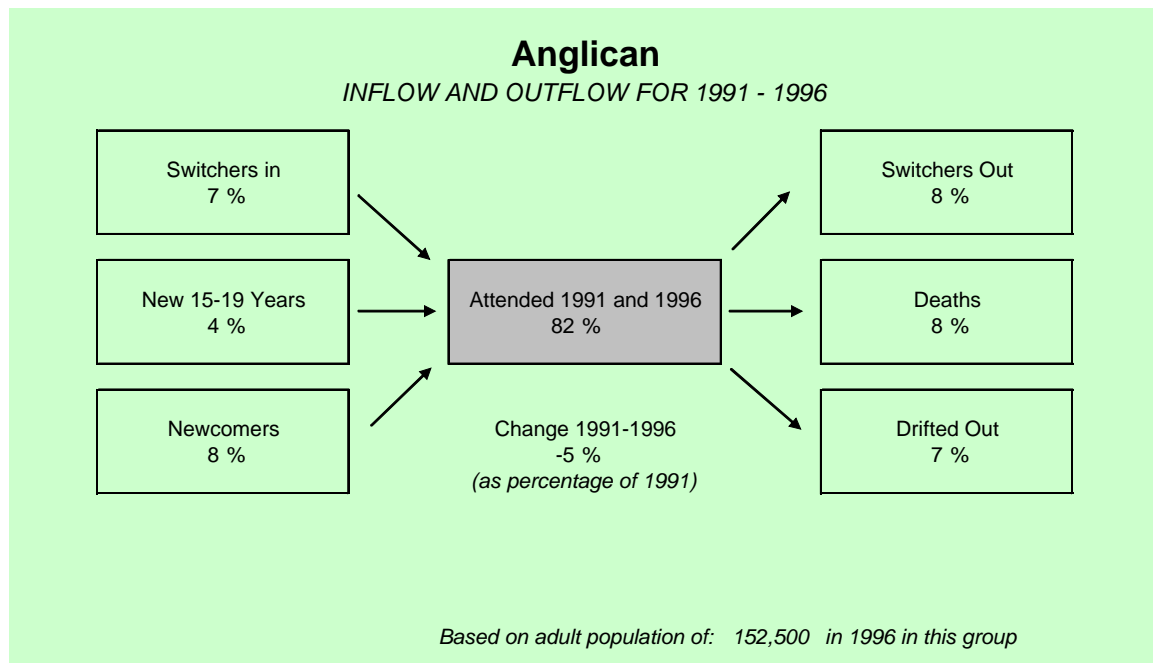 Anglican
INFLOW AND OUTFLOW FOR 1991 - 1996
Switchers in
7 %
Switchers Out
8 %
New 15-19 Years
4 %
Attended 1991 and 1996
82 %
Deaths
8 %
Newcomers
8 %
Change 1991-1996
-5 %
(as percentage of 1991)
Drifted Out
7 %
Based on adult population of: 152,500 in 1996 in this group